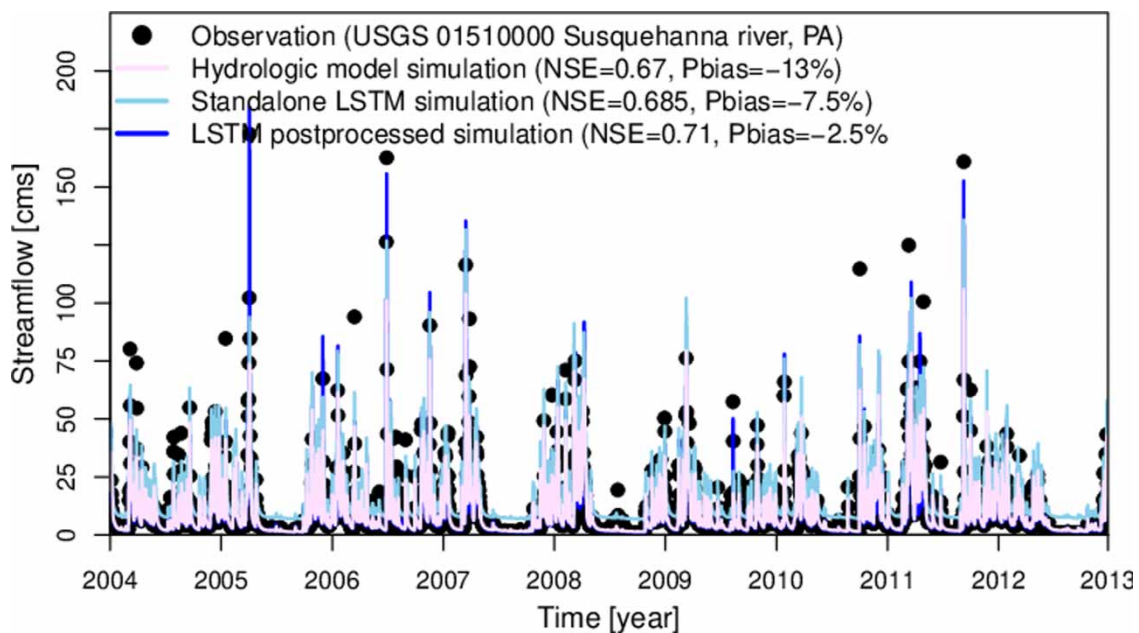 Observation (USGS 01510000 Susquehanna river, PA)
Hydrologic model simulation (NSE=0.67, Pbias=−13%)
Standalone LSTM simulation (NSE=0.685, Pbias=−7.5%)
LSTM postprocessed simulation (NSE=0.71, Pbias=−2.5%
Streamflow [cms]
200
150
100
75
50
25
0
2004 2005 2006 2007 2008 2009 2010 2011 2012 2013
Time [year]